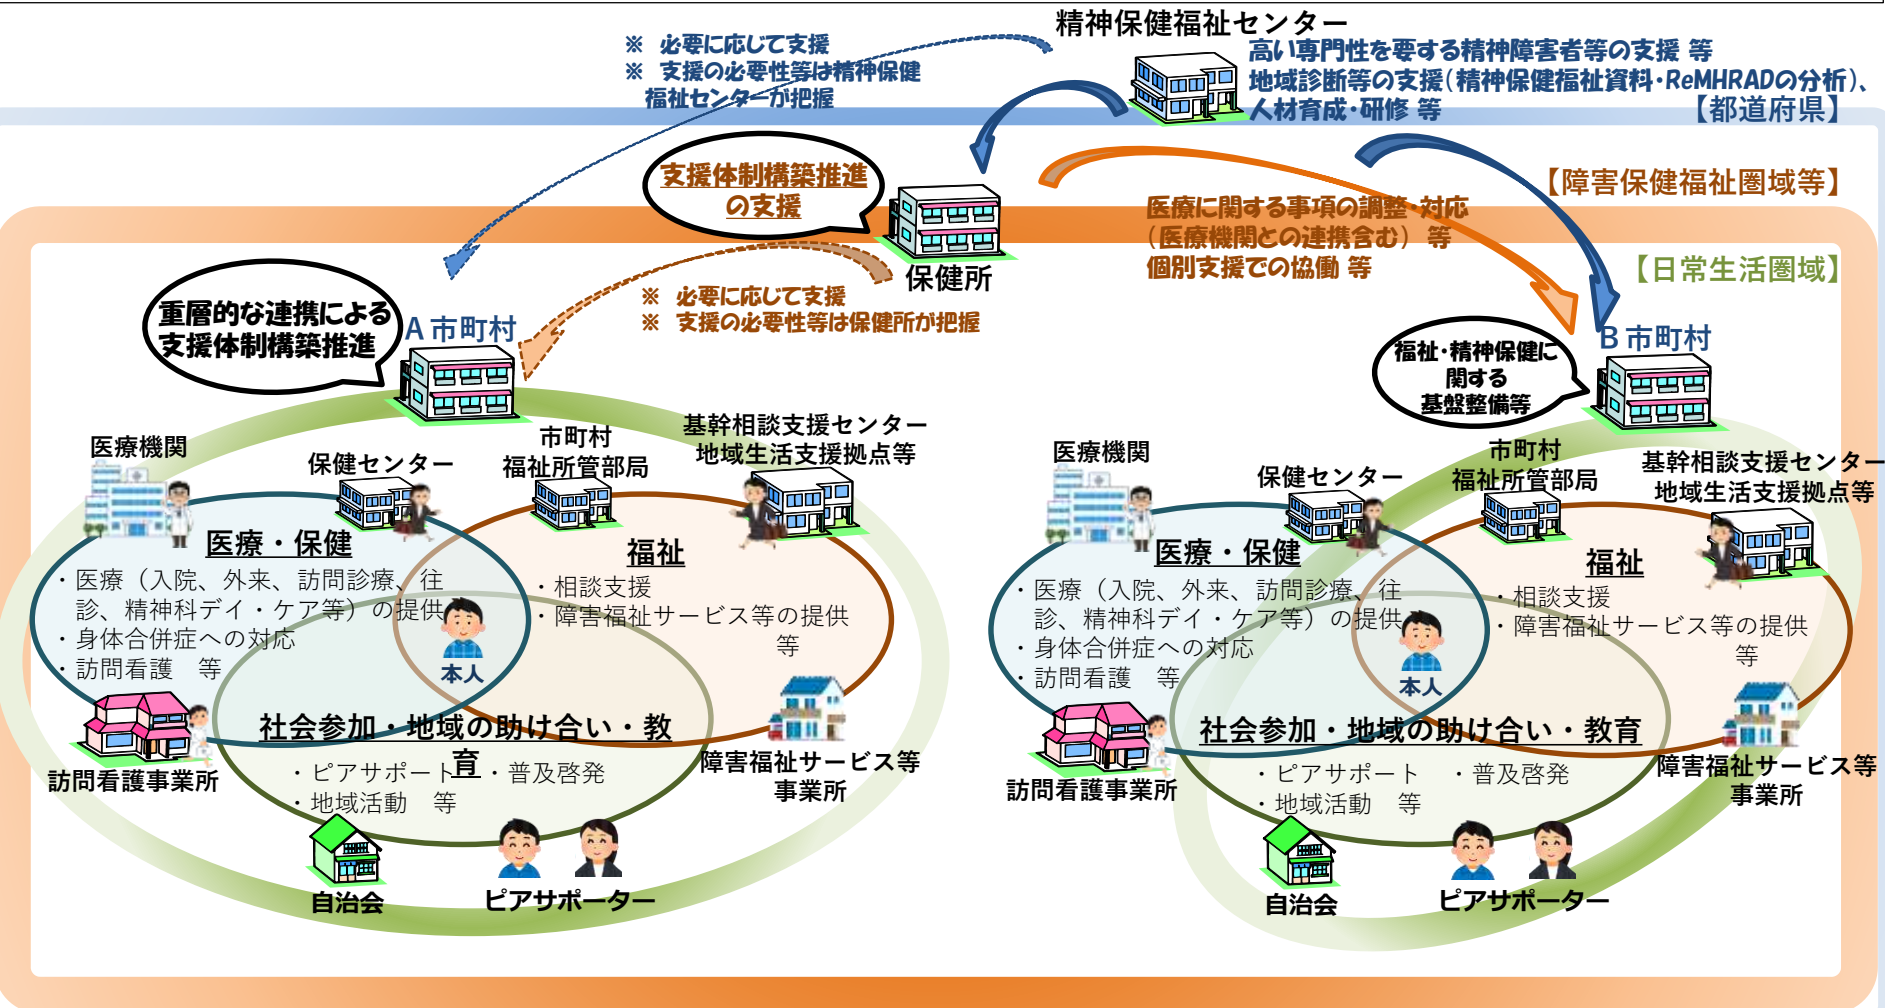 精神保健福祉センター
※　必要に応じて支援
※　支援の必要性等は精神保健
福祉センターが把握
高い専門性を要する精神障害者等の支援 等
地域診断等の支援(精神保健福祉資料・ReMHRADの分析)、
人材育成・研修 等
【都道府県】
支援体制構築推進
の支援
【障害保健福祉圏域等】
医療に関する事項の調整・対応
（医療機関との連携含む） 等
個別支援での協働 等
保健所
【日常生活圏域】
※　必要に応じて支援
※　支援の必要性等は保健所が把握
重層的な連携による
支援体制構築推進
A市町村
B市町村
福祉・精神保健に
関する
基盤整備等
医療機関
保健センター
市町村
福祉所管部局
基幹相談支援センター
地域生活支援拠点等
医療・保健
・医療（入院、外来、訪問診療、往
診、精神科デイ・ケア等）の提供
・身体合併症への対応
・訪問看護　等
福祉
・相談支援
・障害福祉サービス等の提供
等
本人
社会参加・地域の助け合い・教
育
・ピアサポート　・普及啓発
・地域活動　等
訪問看護事業所
障害福祉サービス等
事業所
自治会
ピアサポーター
医療機関
保健センター
市町村
福祉所管部局
基幹相談支援センター
地域生活支援拠点等
医療・保健
・医療（入院、外来、訪問診療、往
診、精神科デイ・ケア等）の提供
・身体合併症への対応
・訪問看護　等
福祉
・相談支援
・障害福祉サービス等の提供
等
本人
社会参加・地域の助け合い・教育
・ピアサポート　・普及啓発
・地域活動　等
訪問看護事業所
障害福祉サービス等
事業所
自治会
ピアサポーター